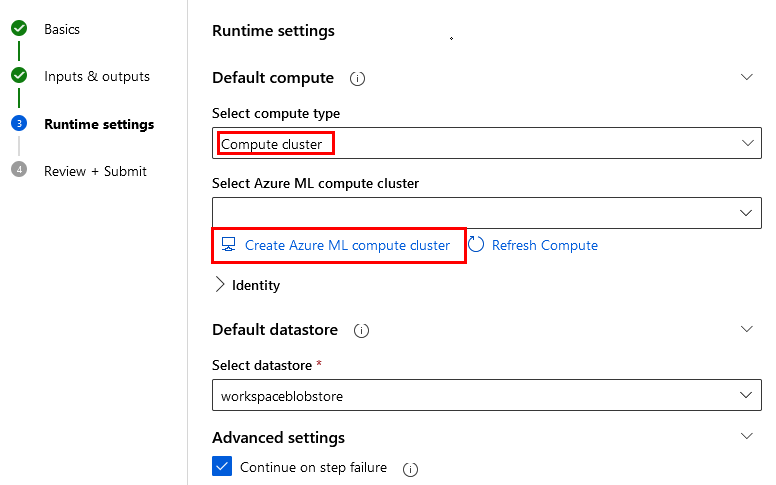 Basics
Inputs & outputs
3 Runtime settings
4 Review + Submit
Runtime settings
Default compute
Select compute type
Compute cluster
Select Azure ML compute cluster
Create Azure ML compute cluster Refresh Compute
Identity
Default datastore
Select datastore *
workspaceblobstore
Advanced settings
Continue on step failure